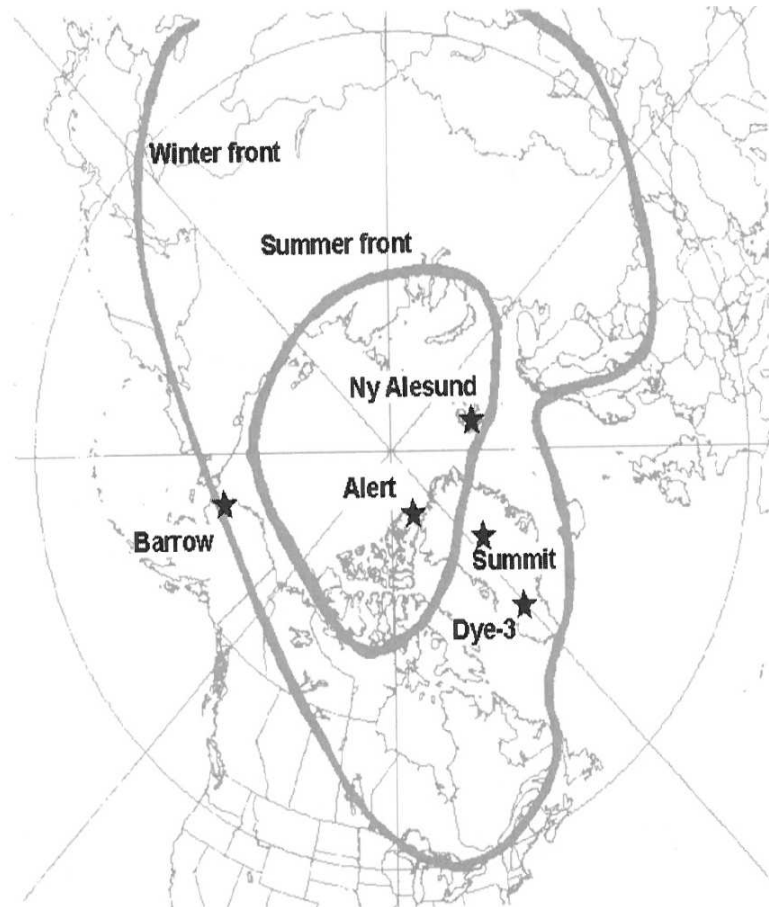 Winter front
Summer front
Ny Alesund
Alert
Barrow
Summit
Dye-3